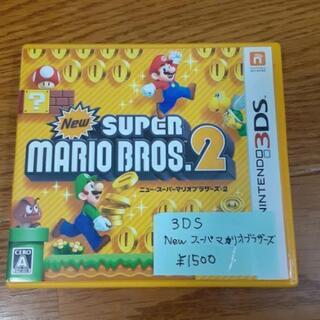 New SUPER
MARIO BROS. 2
ニュー・スーパーマリオブラザーズ・2
NINTENDO 3DS
3DS
New スーパーマリオブラザーズ
¥1500
CERO A